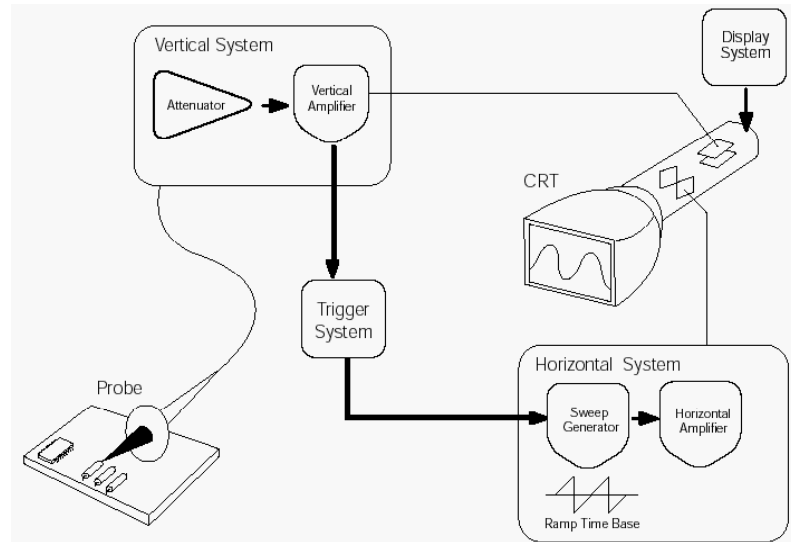 Vertical System
Attenuator
Vertical
Amplifier
Display
System
CRT
Trigger
System
Probe
Horizontal System
Sweep
Generator
Horizontal
Amplifier
Ramp Time Base